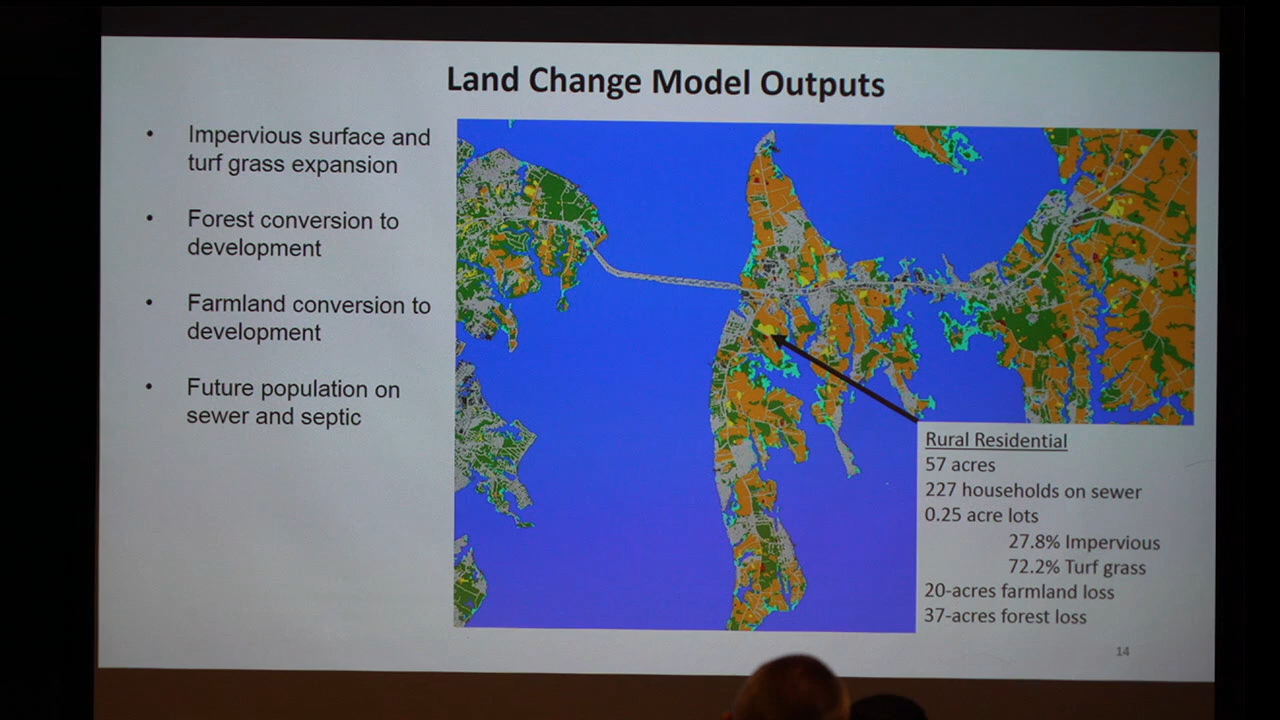 Land Change Model Outputs
• Impervious surface and
turf grass expansion
• Forest conversion to
development
• Farmland conversion to
development
• Future population on
sewer and septic
Rural Residential
57 acres
227 households on sewer
0.25 acre lots
27.8% Impervious
72.2% Turf grass
20-acres farmland loss
37-acres forest loss
14